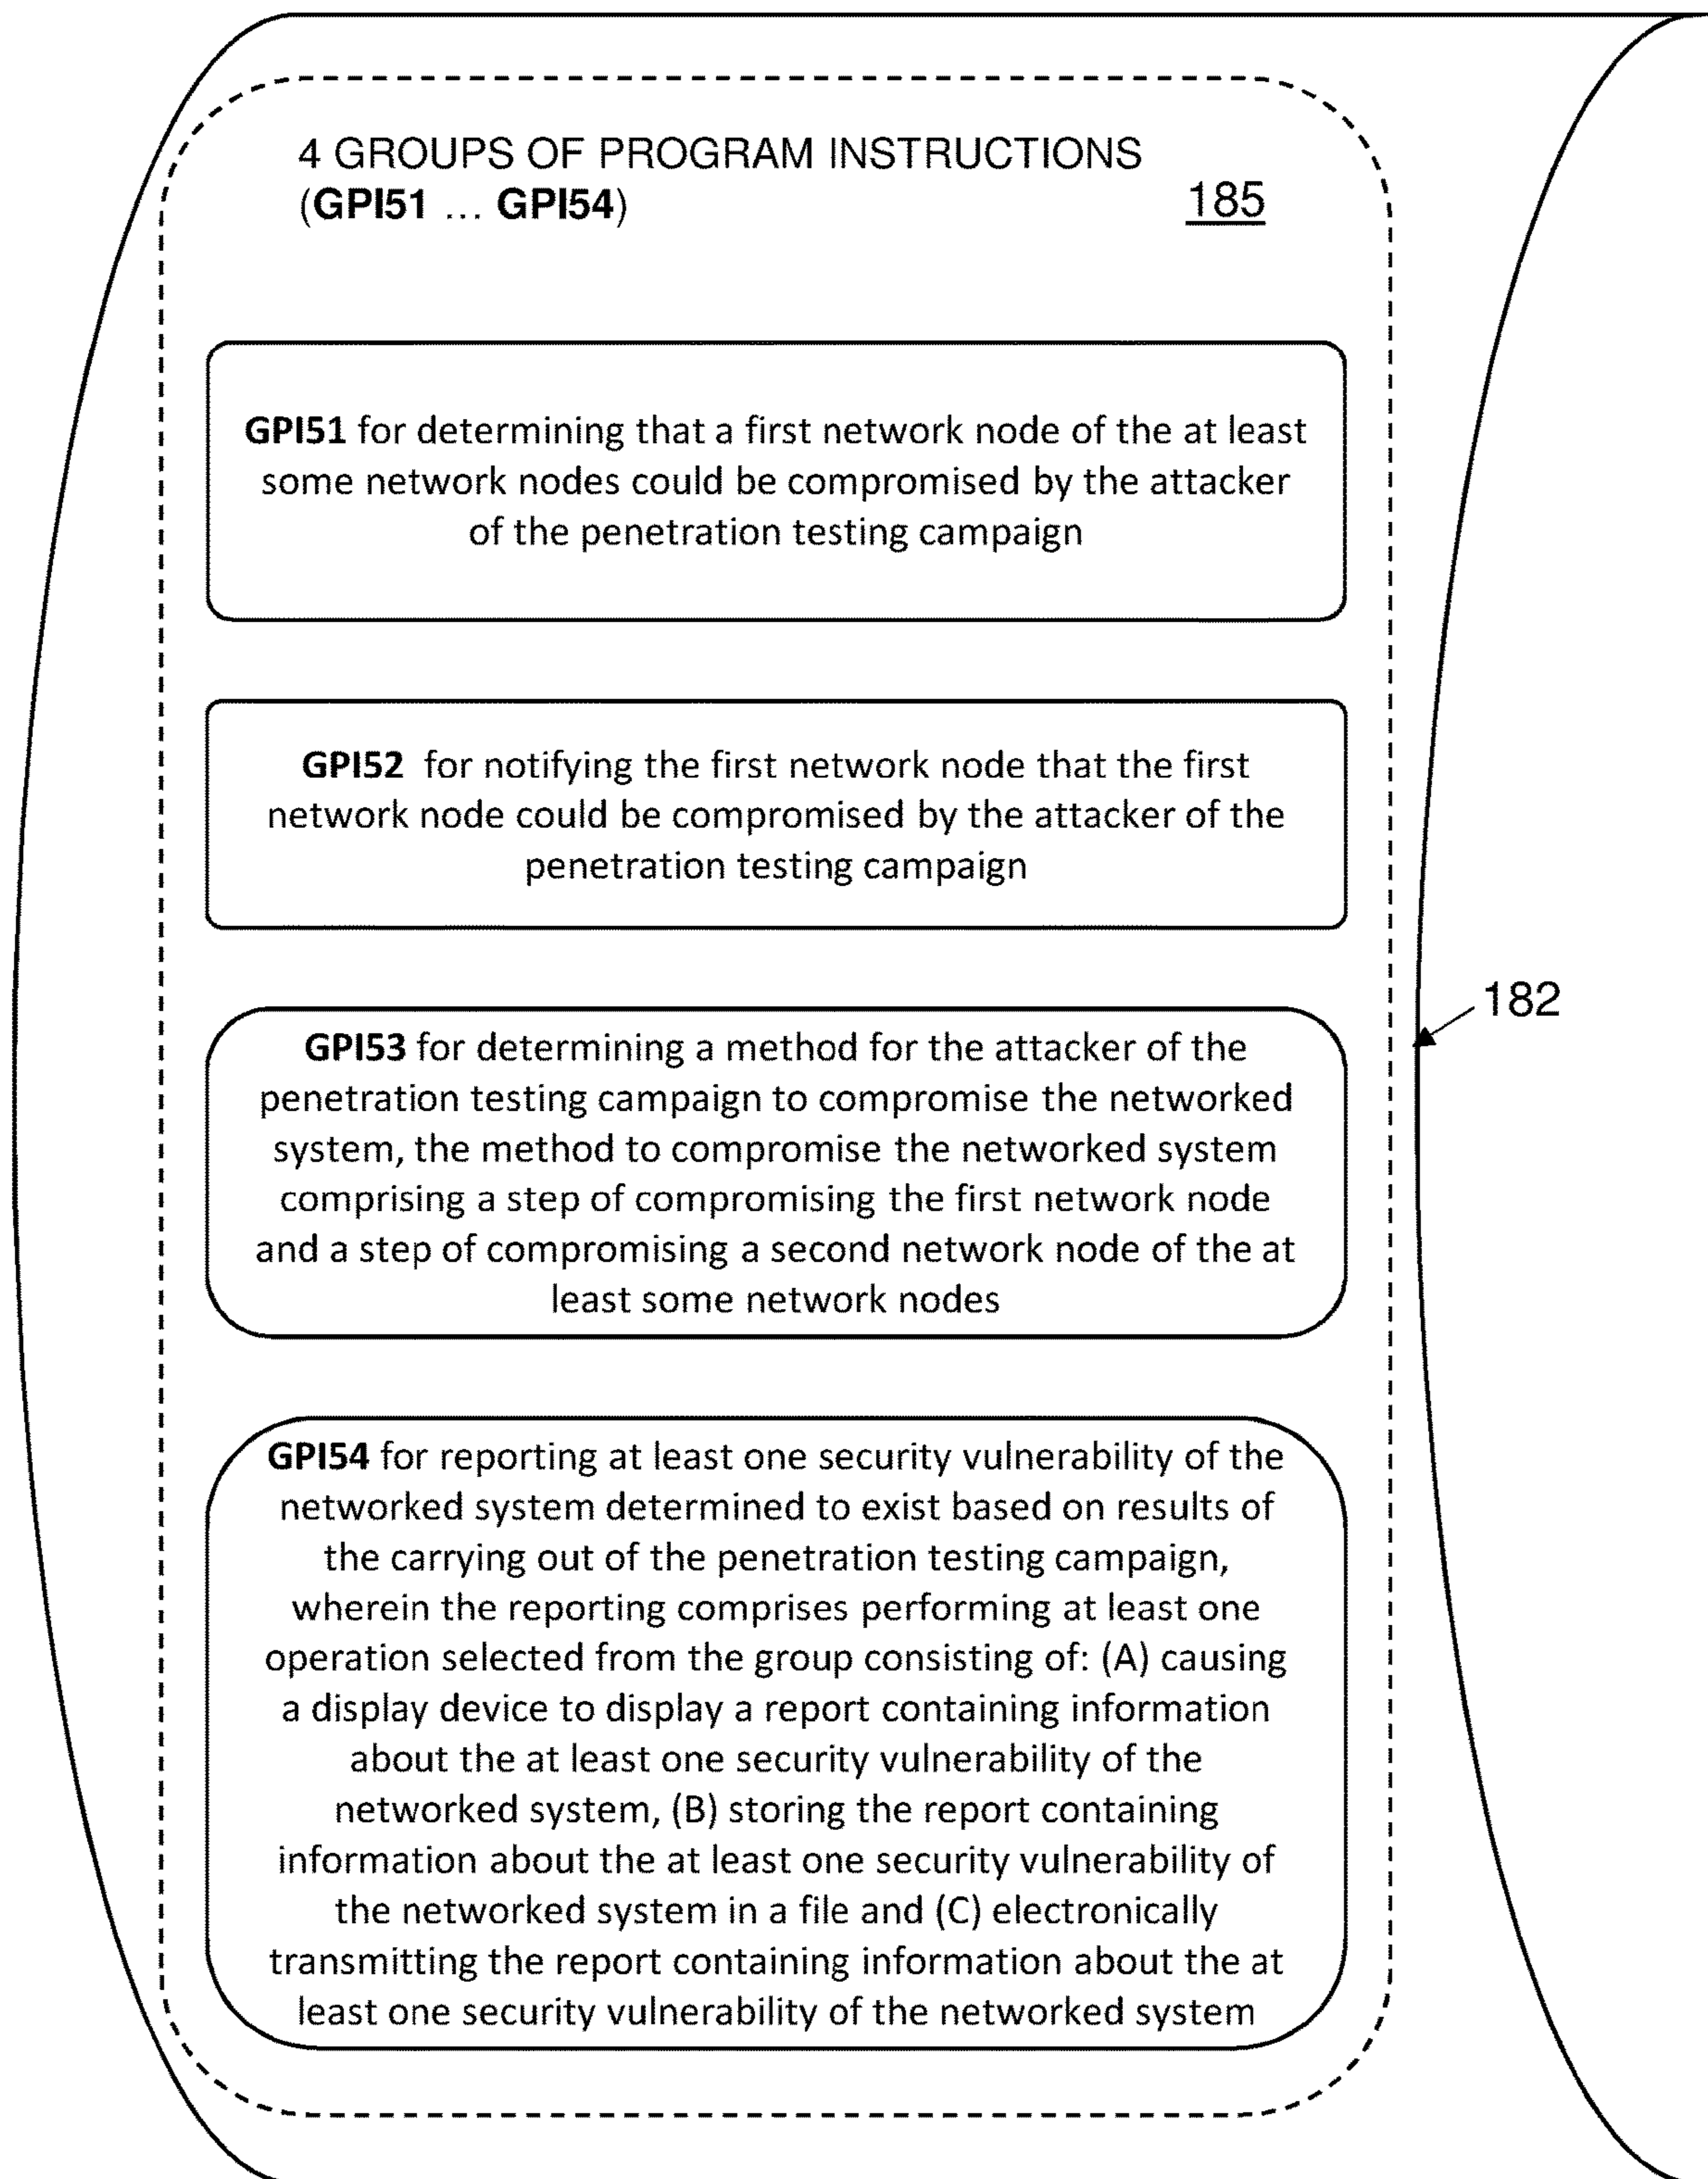 4 GROUPS OF PROGRAM INSTRUCTIONS
(GPI51 ... GPI54) 185
GPI51 for determining that a first network node of the at least
some network nodes could be compromised by the attacker
of the penetration testing campaign
GPI52 for notifying the first network node that the first
network node could be compromised by the attacker of the
penetration testing campaign
182
GPI53 for determining a method for the attacker of the
penetration testing campaign to compromise the networked
system, the method to compromise the networked system
comprising a step of compromising the first network node
and a step of compromising a second network node of the at
least some network nodes
GPI54 for reporting at least one security vulnerability of the
networked system determined to exist based on results of
the carrying out of the penetration testing campaign,
wherein the reporting comprises performing at least one
operation selected from the group consisting of: (A) causing
a display device to display a report containing information
about the at least one security vulnerability of the
networked system, (B) storing the report containing
information about the at least one security vulnerability of
the networked system in a file and (C) electronically
transmitting the report containing information about the at
least one security vulnerability of the networked system